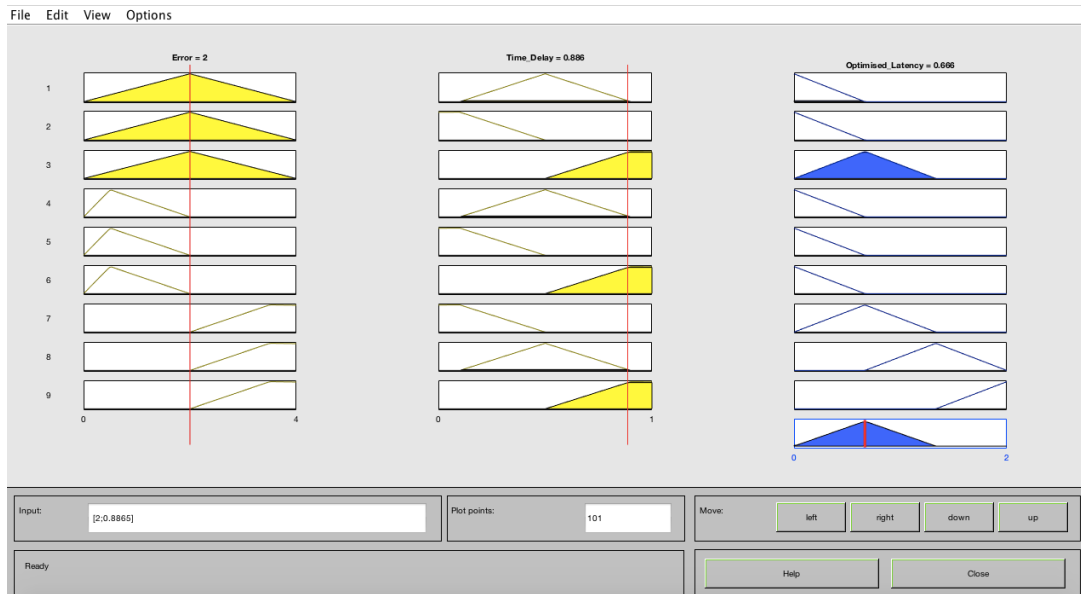 File Edit View Options
Error = 2
Time_Delay = 0.886
Optimised_Latency = 0.666
1
2
3
4
5
6
7
8
9
0 4
0 1
0 2
Input:
[2;0.8865]
Plot points:
101
Move:
left
right
down
up
Ready
Help
Close